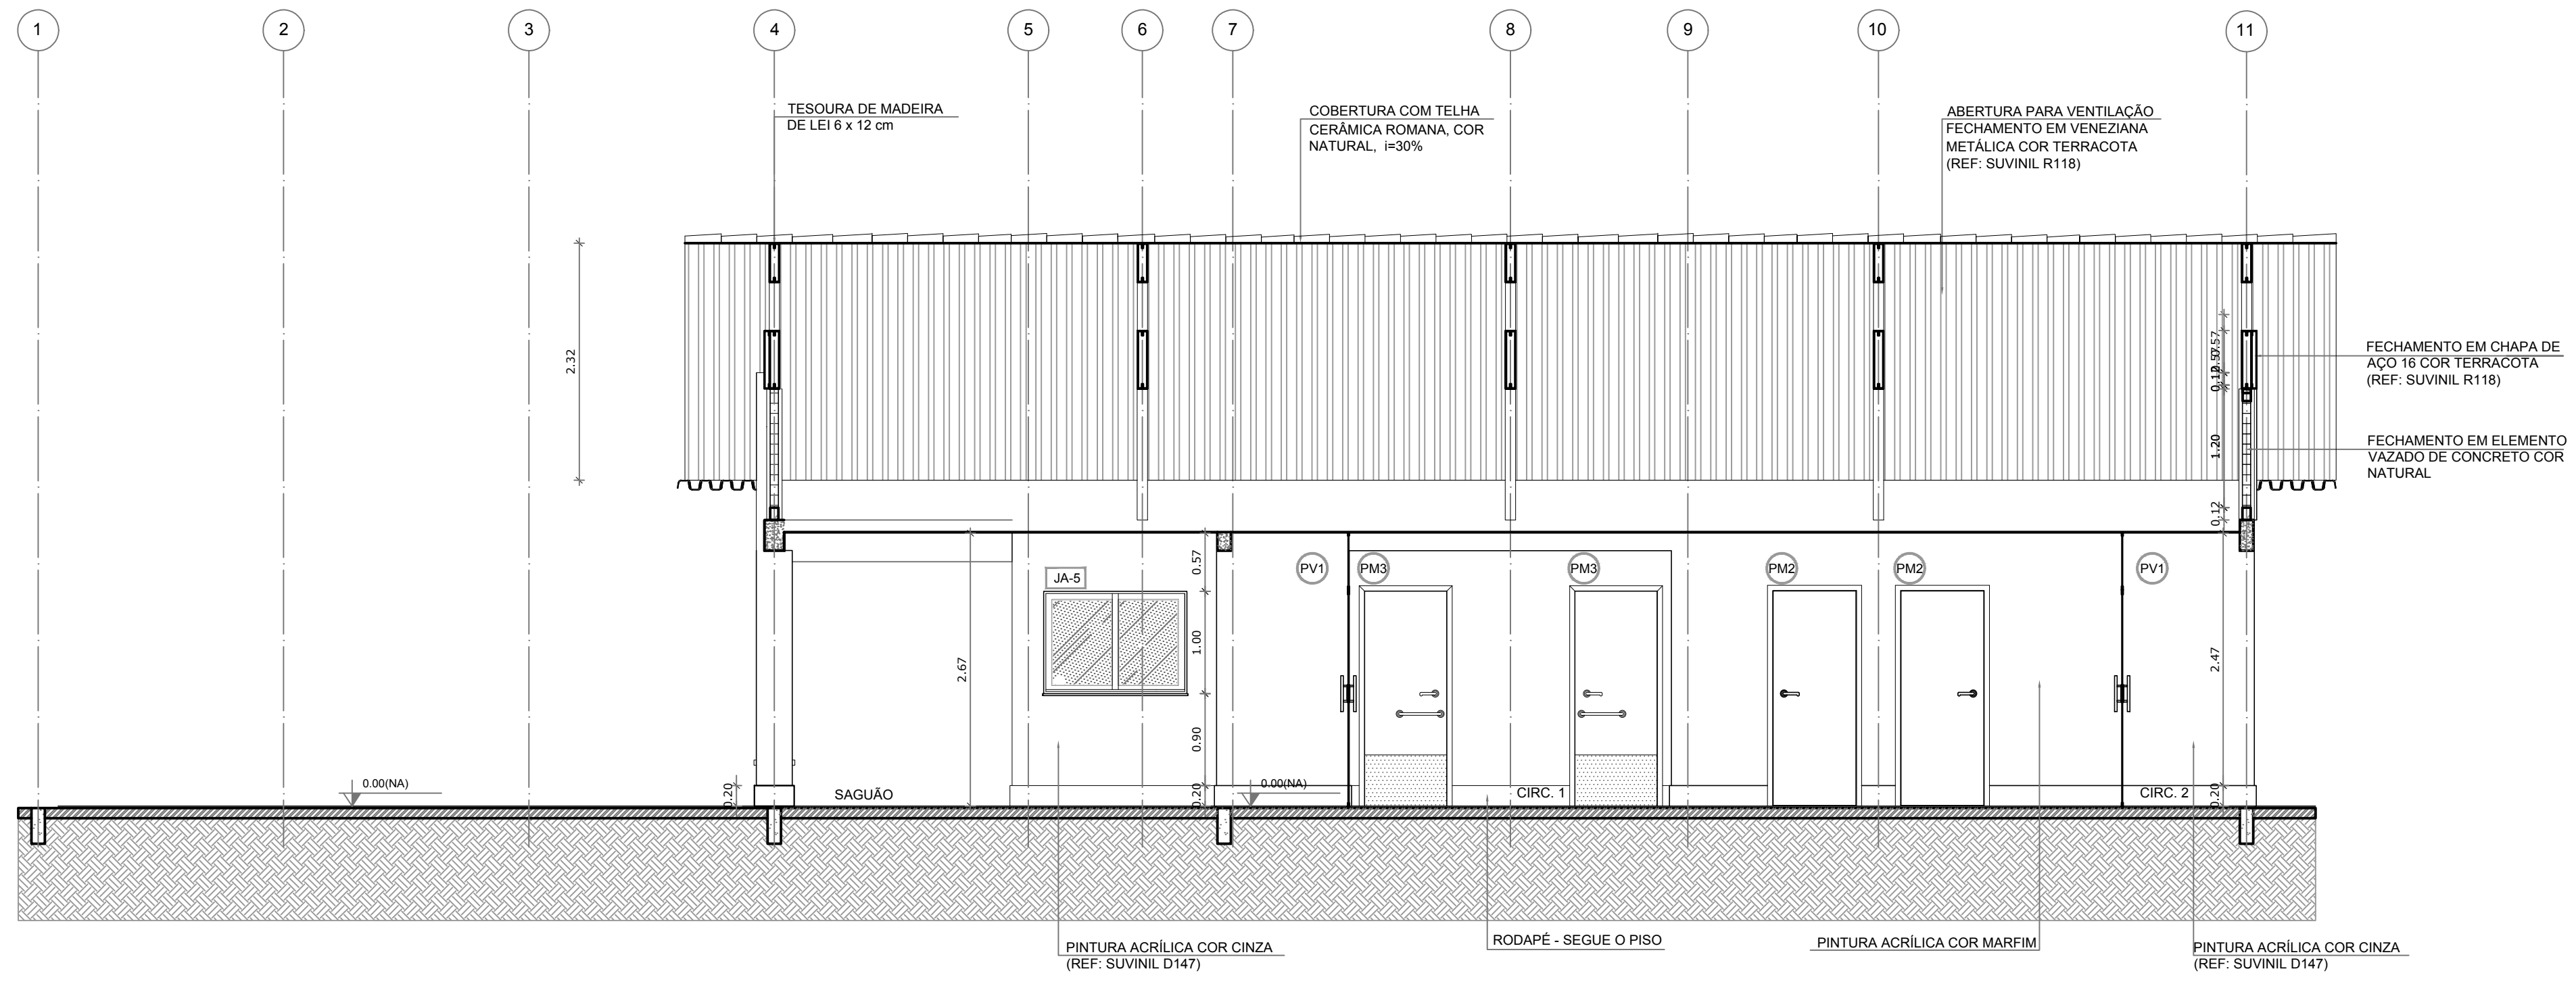 1
2
3
4
5
6
7
8
9
10
11
TESOURA DE MADEIRA
DE LEI 6 x 12 cm
COBERTURA COM TELHA
CERÂMICA ROMANA, COR
NATURAL, i=30%
ABERTURA PARA VENTILAÇÃO
FECHAMENTO EM VENEZIANA
METÁLICA COR TERRACOTA
(REF: SUVINIL R118)
2.32
0.57
0.12
1.20
0.12
FECHAMENTO EM CHAPA DE
AÇO 16 COR TERRACOTA
(REF: SUVINIL R118)
FECHAMENTO EM ELEMENTO
VAZADO DE CONCRETO COR
NATURAL
JA-5
0.57
PV1
PM3
PM3
PM2
PM2
PV1
2.67
1.00
0.90
2.47
0.00(NA)
0.20
SAGUÃO
0.20
0.00(NA)
CIRC. 1
CIRC. 2
0.20
PINTURA ACRÍLICA COR CINZA
(REF: SUVINIL D147)
RODAPÉ - SEGUE O PISO
PINTURA ACRÍLICA COR MARFIM
PINTURA ACRÍLICA COR CINZA
(REF: SUVINIL D147)